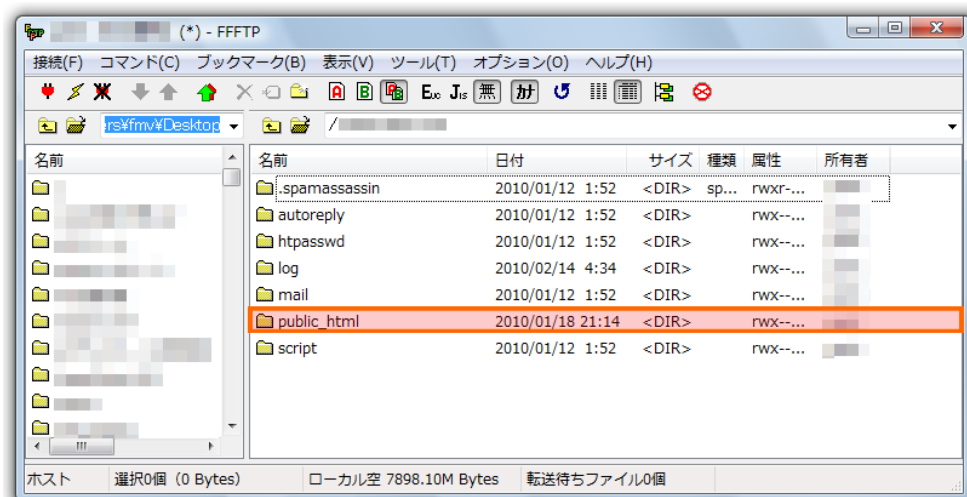 (*) - FFFTP
接続(F) コマンド(C) ブックマーク(B) 表示(V) ツール(T) オプション(O) ヘルプ(H)
A B Euc JIS 無 カナ
rs¥fmv¥Desktop /
名前 名前 日付 サイズ 種類 属性 所有者
.spamassassin 2010/01/12 1:52 <DIR> sp... rwxr-...
autoreply 2010/01/12 1:52 <DIR> rwx--...
htpasswd 2010/01/12 1:52 <DIR> rwx--...
log 2010/02/14 4:34 <DIR> rwx--...
mail 2010/01/12 1:52 <DIR> rwx--...
public_html 2010/01/18 21:14 <DIR> rwx--...
script 2010/01/12 1:52 <DIR> rwx--...
ホスト 選択0個 (0 Bytes) ローカル空 7898.10M Bytes 転送待ちファイル0個